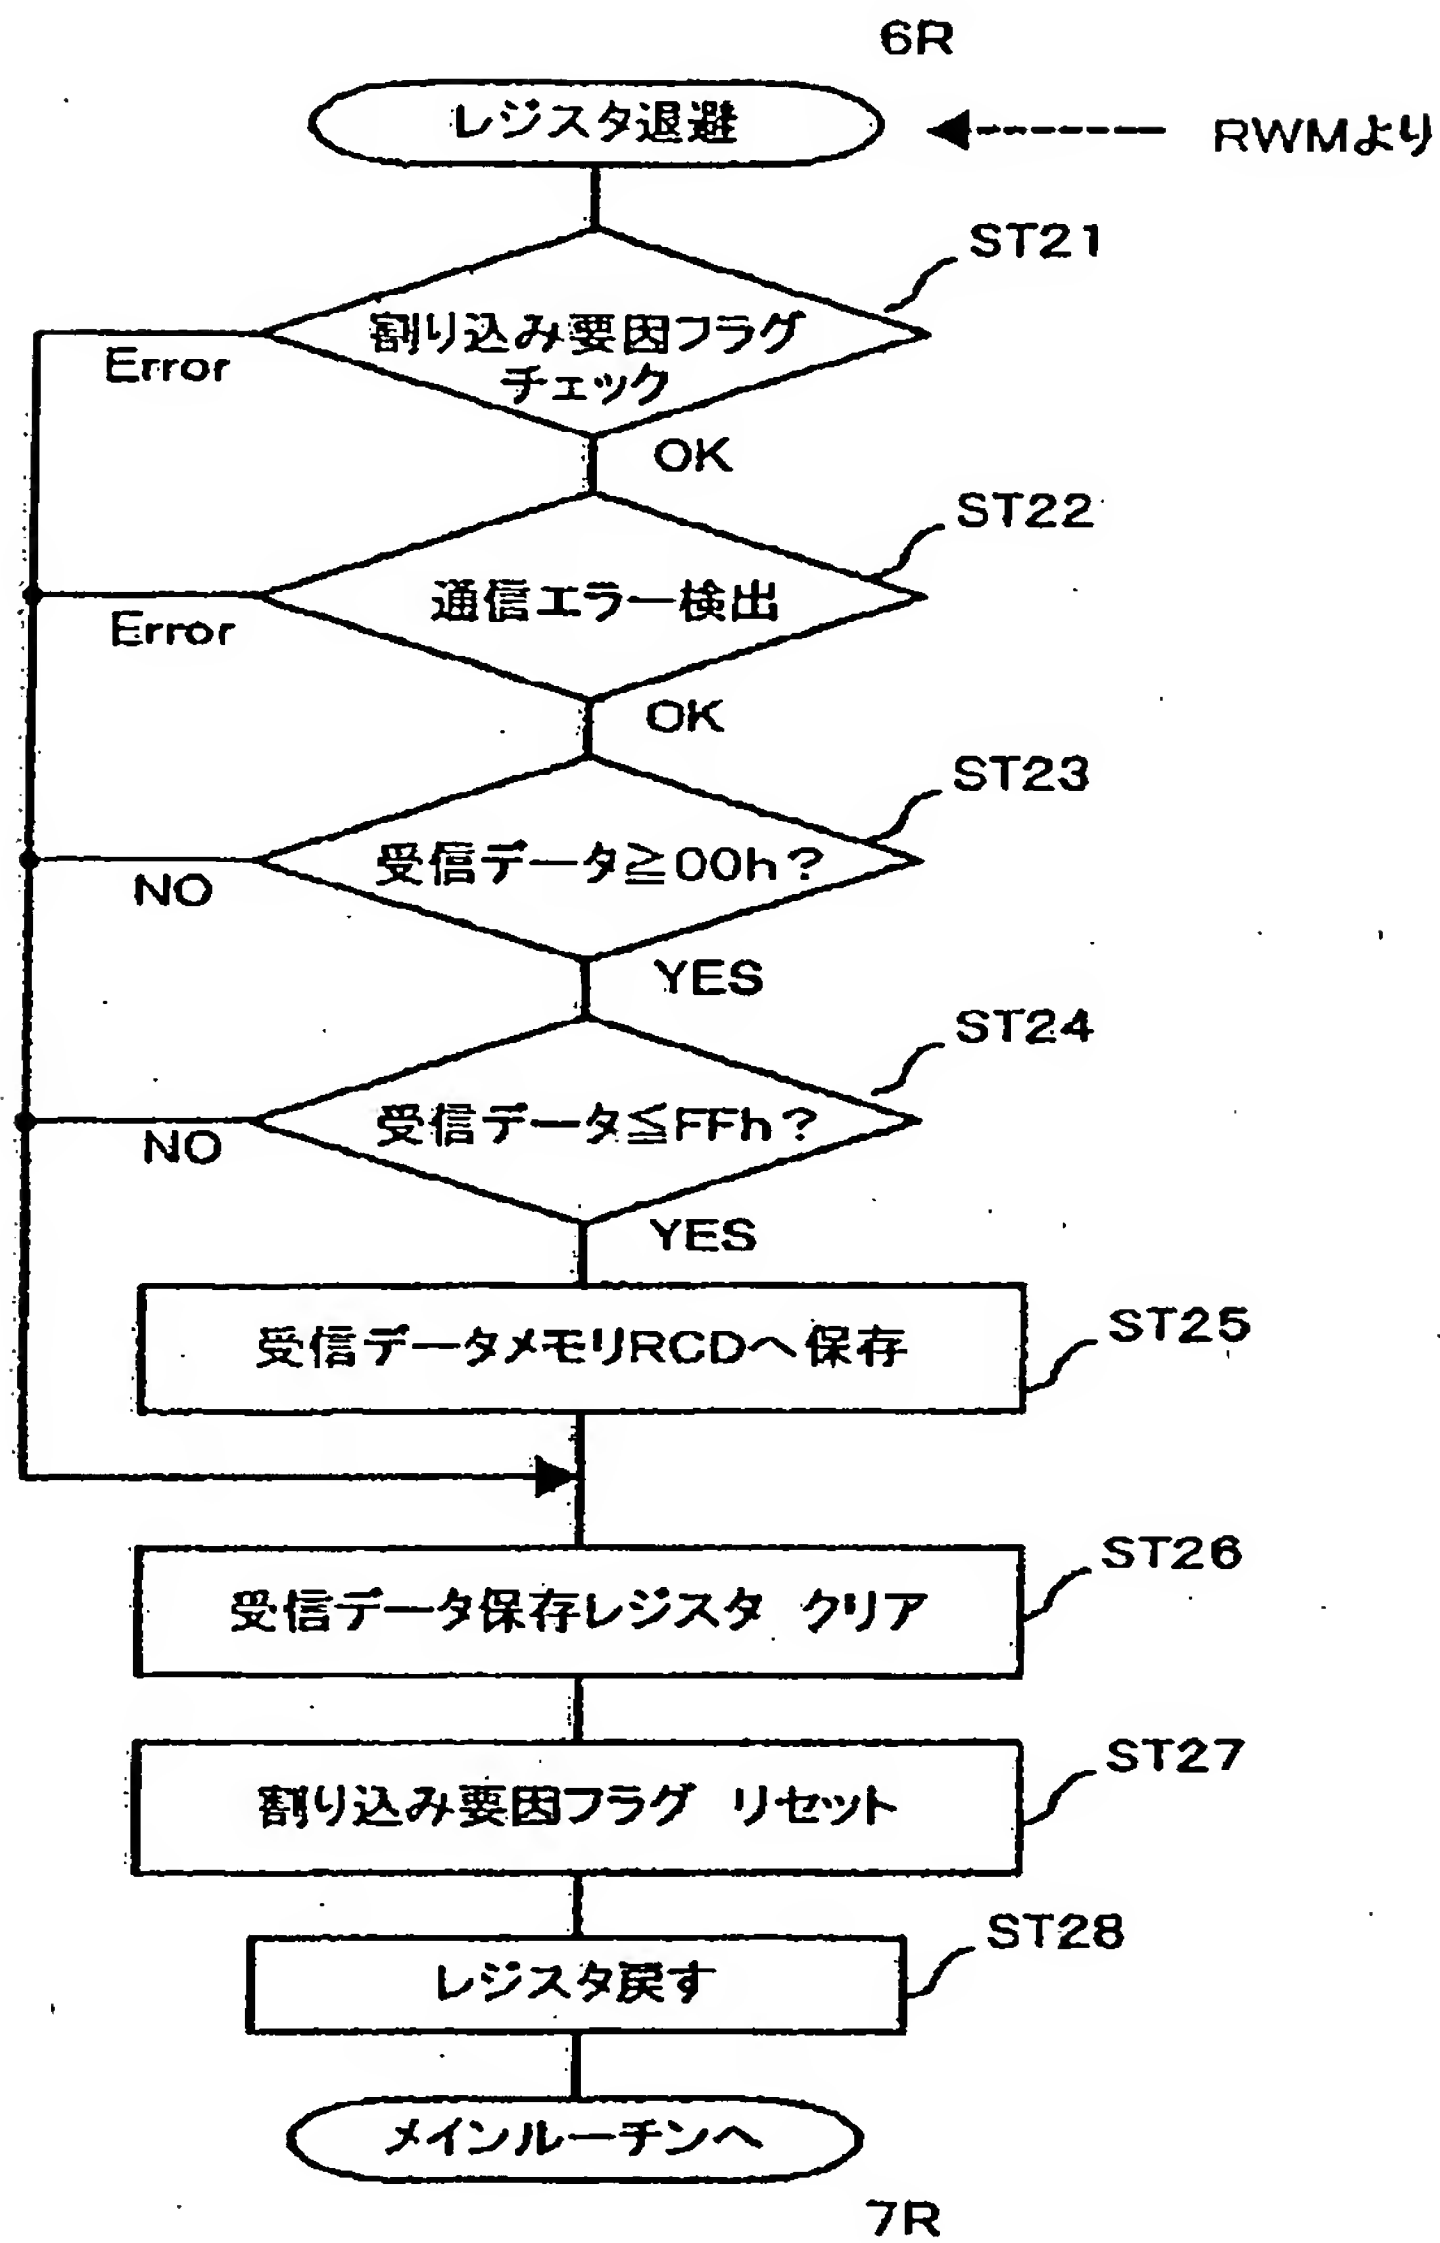 6R
レジスタ退避
RWMより
ST21
割り込み要因フラグ
チェック
Error
OK
ST22
通信エラー検出
Error
OK
ST23
受信データ≧00h?
NO
YES
ST24
受信データ≦FFh?
NO
YES
受信データメモリRCDへ保存
ST25
受信データ保存レジスタ クリア
ST26
割り込み要因フラグ リセット
ST27
レジスタ戻す
ST28
メインルーチンへ
7R